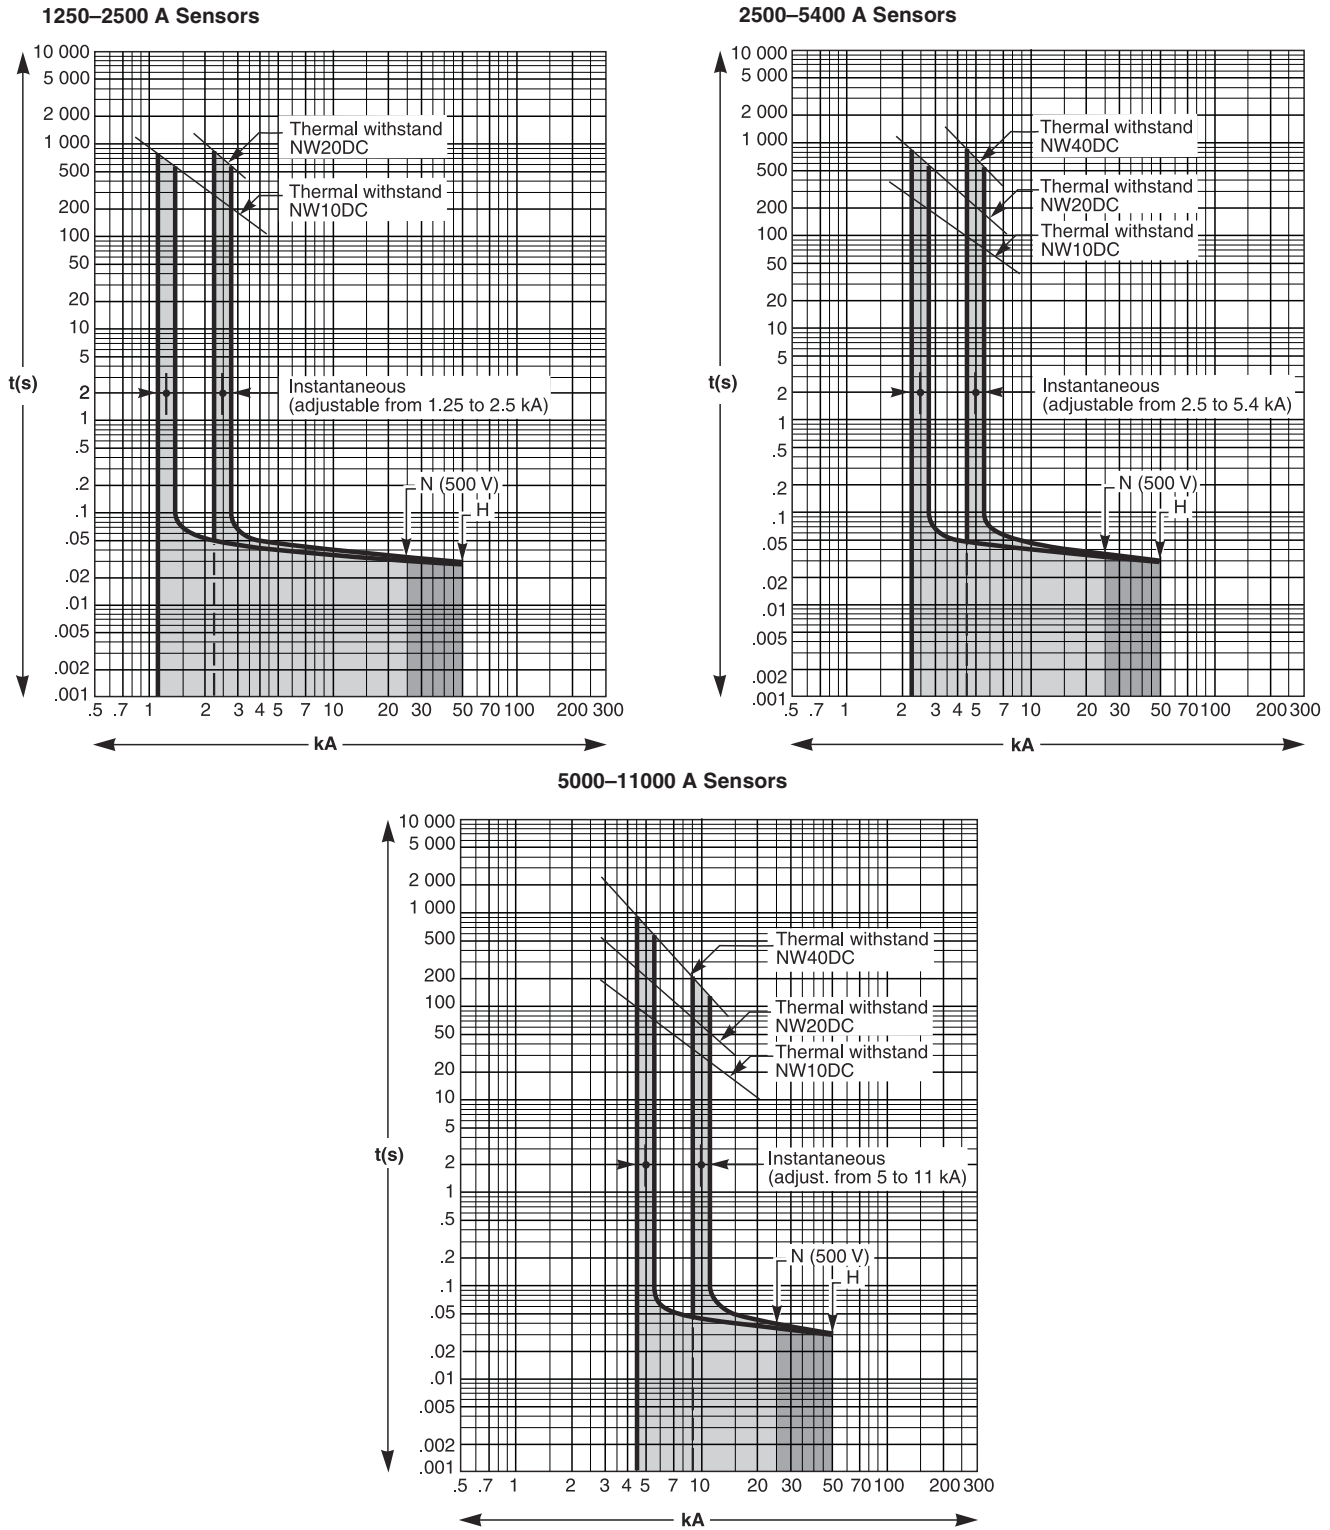 1250–2500 A Sensors
10 000
5 000
2 000
1 000
500
200
100
50
20
10
5
2
1
.5
.2
.1
.05
.02
.01
.005
.002
.001
t(s)
Thermal withstand
NW20DC
Thermal withstand
NW10DC
Instantaneous
(adjustable from 1.25 to 2.5 kA)
N (500 V)
H
.5 .7 1 2 3 4 5 7 10 20 30 50 70 100 200 300
kA
2500–5400 A Sensors
10 000
5 000
2 000
1 000
500
200
100
50
20
10
5
2
1
.5
.2
.1
.05
.02
.01
.005
.002
.001
t(s)
Thermal withstand
NW40DC
Thermal withstand
NW20DC
Thermal withstand
NW10DC
Instantaneous
(adjustable from 2.5 to 5.4 kA)
N (500 V)
H
.5 .7 1 2 3 4 5 7 10 20 30 50 70 100 200 300
kA
5000–11000 A Sensors
10 000
5 000
2 000
1 000
500
200
100
50
20
10
5
2
1
.5
.2
.1
.05
.02
.01
.005
.002
.001
t(s)
Thermal withstand
NW40DC
Thermal withstand
NW20DC
Thermal withstand
NW10DC
Instantaneous
(adjust. from 5 to 11 kA)
N (500 V)
H
.5 .7 1 2 3 4 5 7 10 20 30 50 70 100 200 300
kA